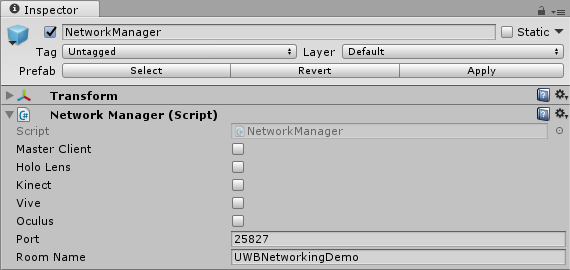 Inspector
NetworkManager Static
Tag Untagged Layer Default
Prefab Select Revert Apply
Transform
C# Network Manager (Script)
Script NetworkManager
Master Client
Holo Lens
Kinect
Vive
Oculus
Port 25827
Room Name UWBNetworkingDemo